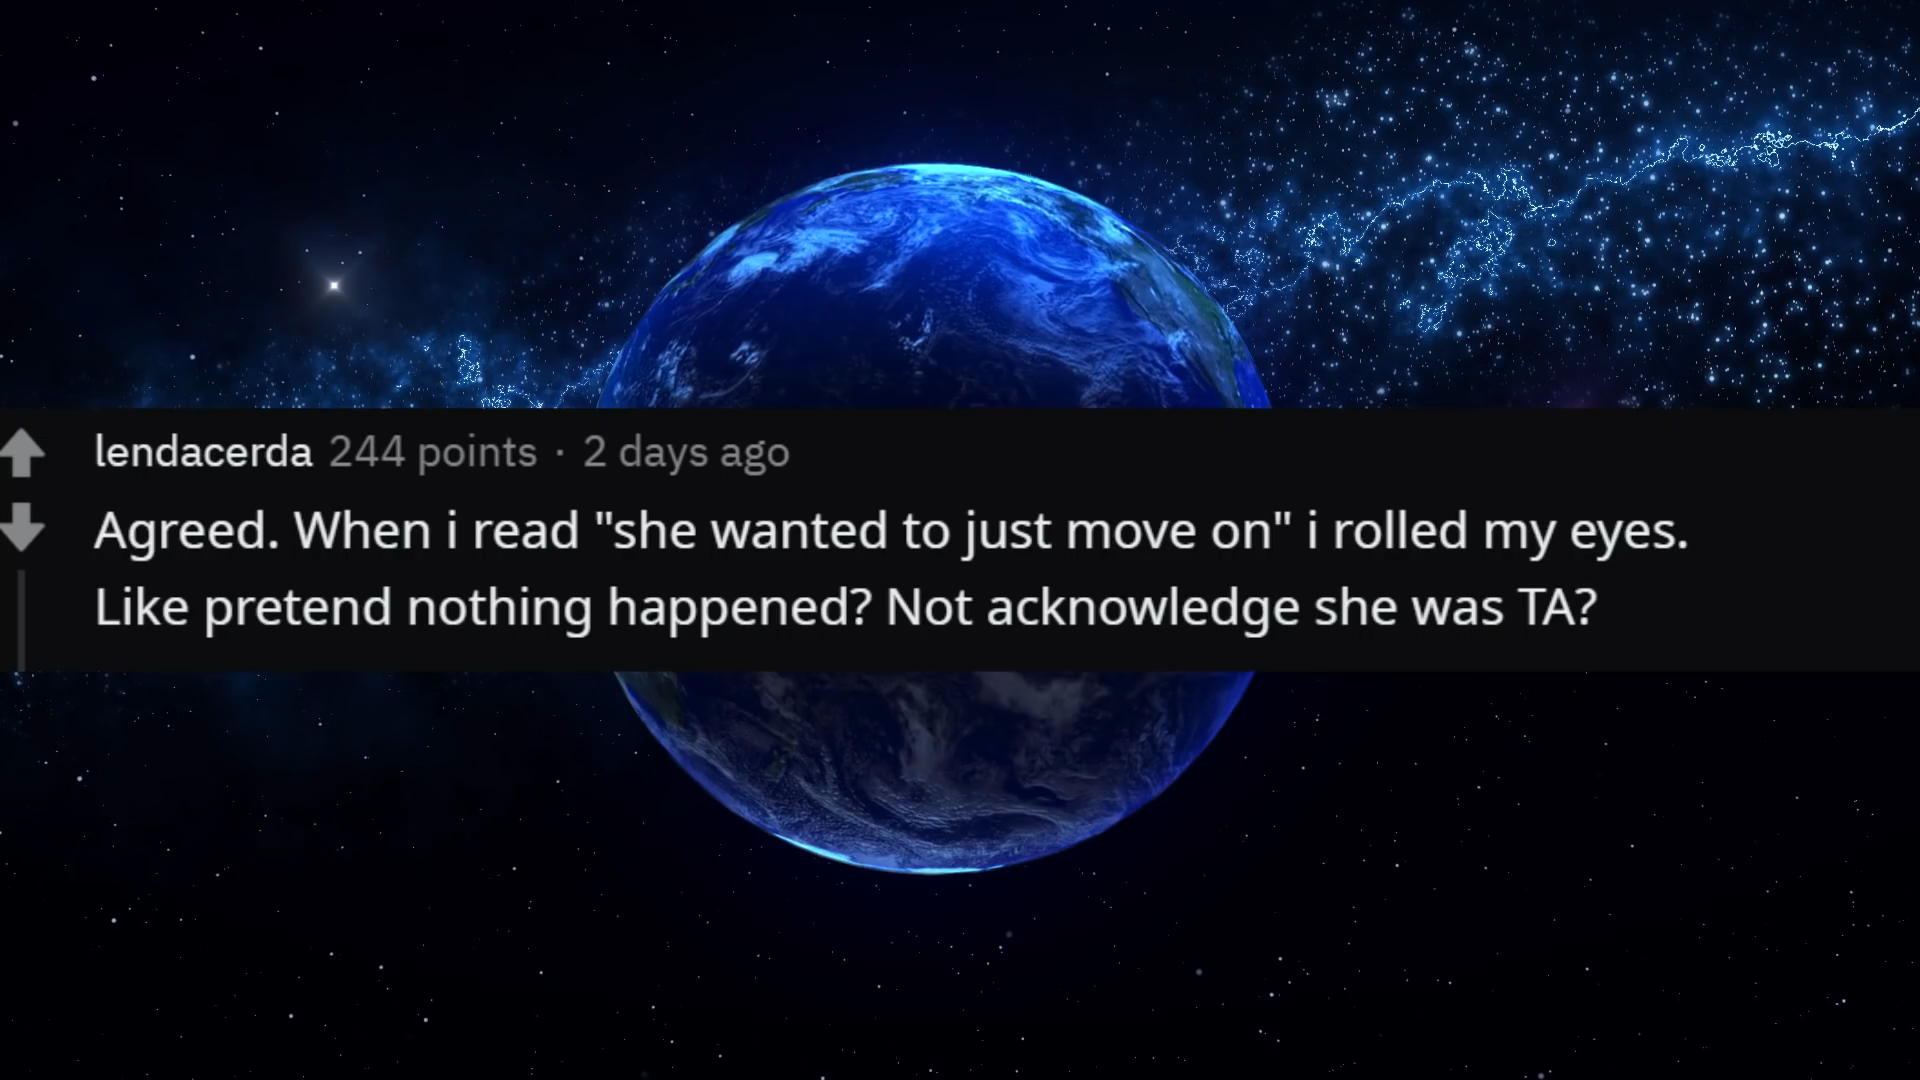 lendacerda 244 points · 2 days ago
Agreed. When i read "she wanted to just move on" i rolled my eyes.
Like pretend nothing happened? Not acknowledge she was TA?